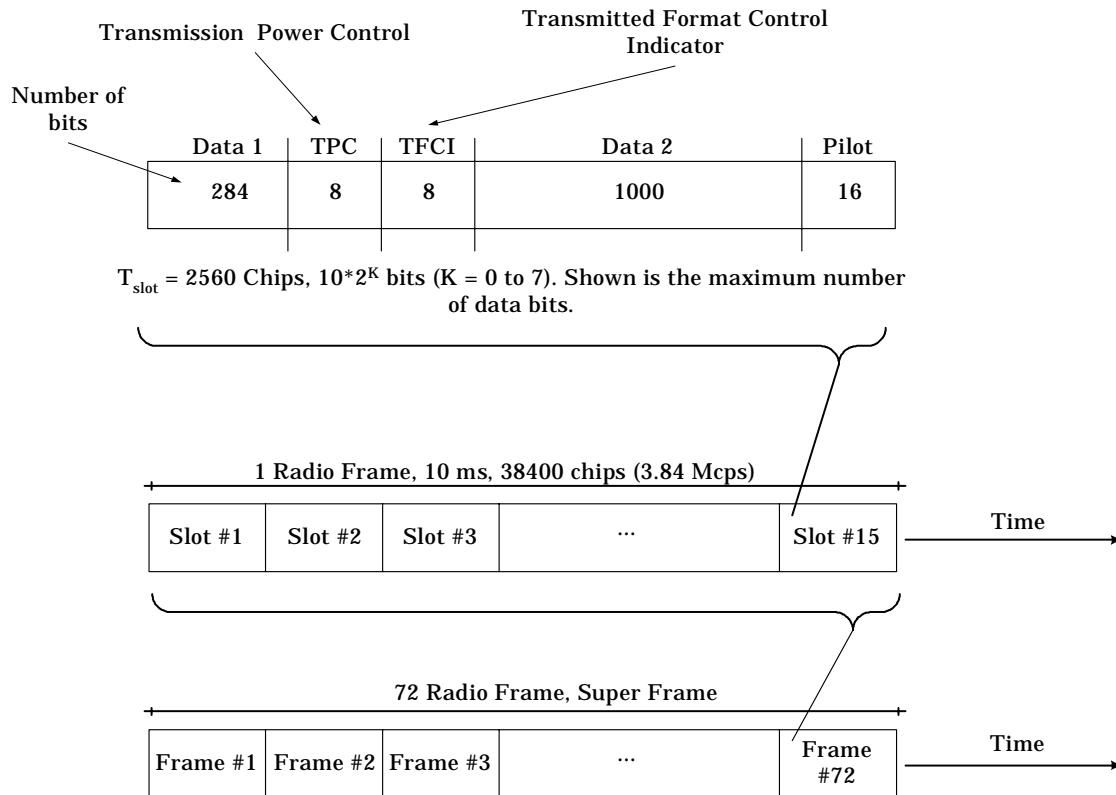 Transmission Power Control
Transmitted Format Control
Indicator
Number of
bits
Data 1 TPC TFCI Data 2 Pilot
284 8 8 1000 16
T_slot = 2560 Chips, 10*2^K bits (K = 0 to 7). Shown is the maximum number
of data bits.
1 Radio Frame, 10 ms, 38400 chips (3.84 Mcps)
Slot #1 Slot #2 Slot #3 ... Slot #15
Time
72 Radio Frame, Super Frame
Frame #1 Frame #2 Frame #3 ... Frame
#72
Time